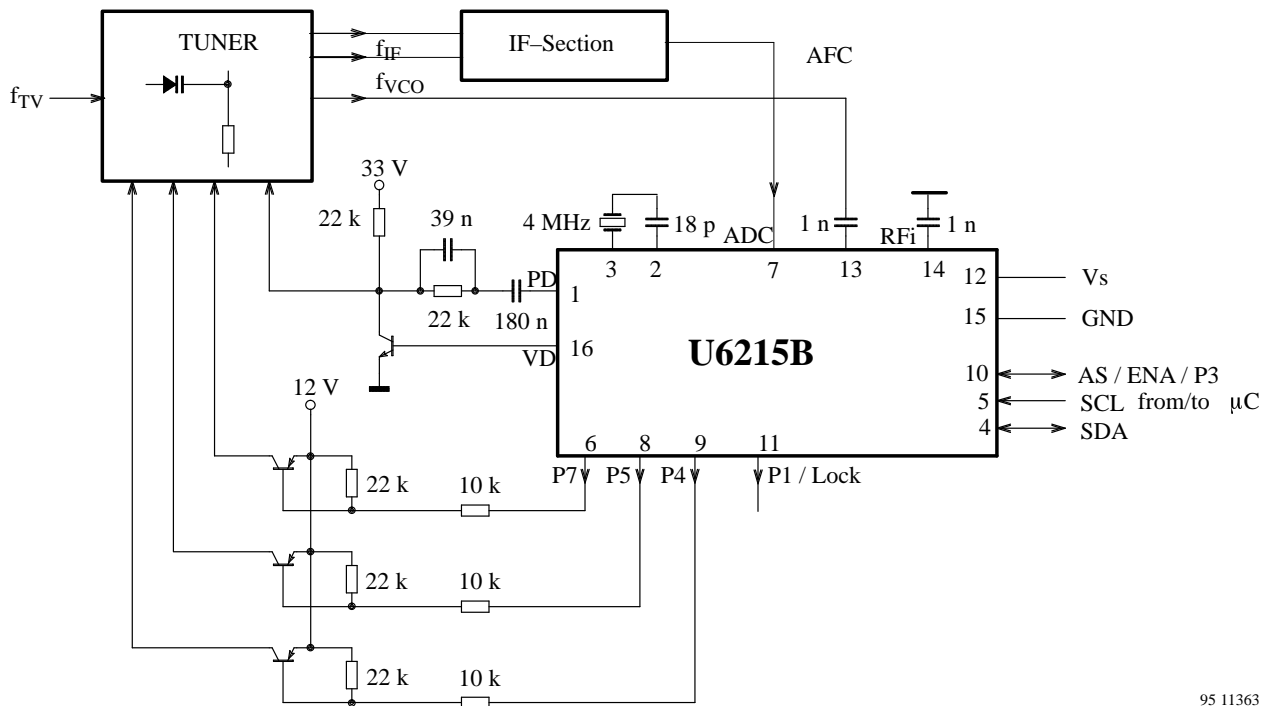 TUNER
f_IF
IF–Section
AFC
f_VCO
f_TV
33 V
22 k
39 n
4 MHz
18 p
ADC
1 n
RFi
1 n
3
2
7
13
14
12
Vs
PD
1
22 k
180 n
15
GND
VD
16
U6215B
12 V
10
AS / ENA / P3
5
SCL from/to µC
4
SDA
6
8
9
11
P7
P5
P4
P1 / Lock
22 k
10 k
22 k
10 k
22 k
10 k
95 11363